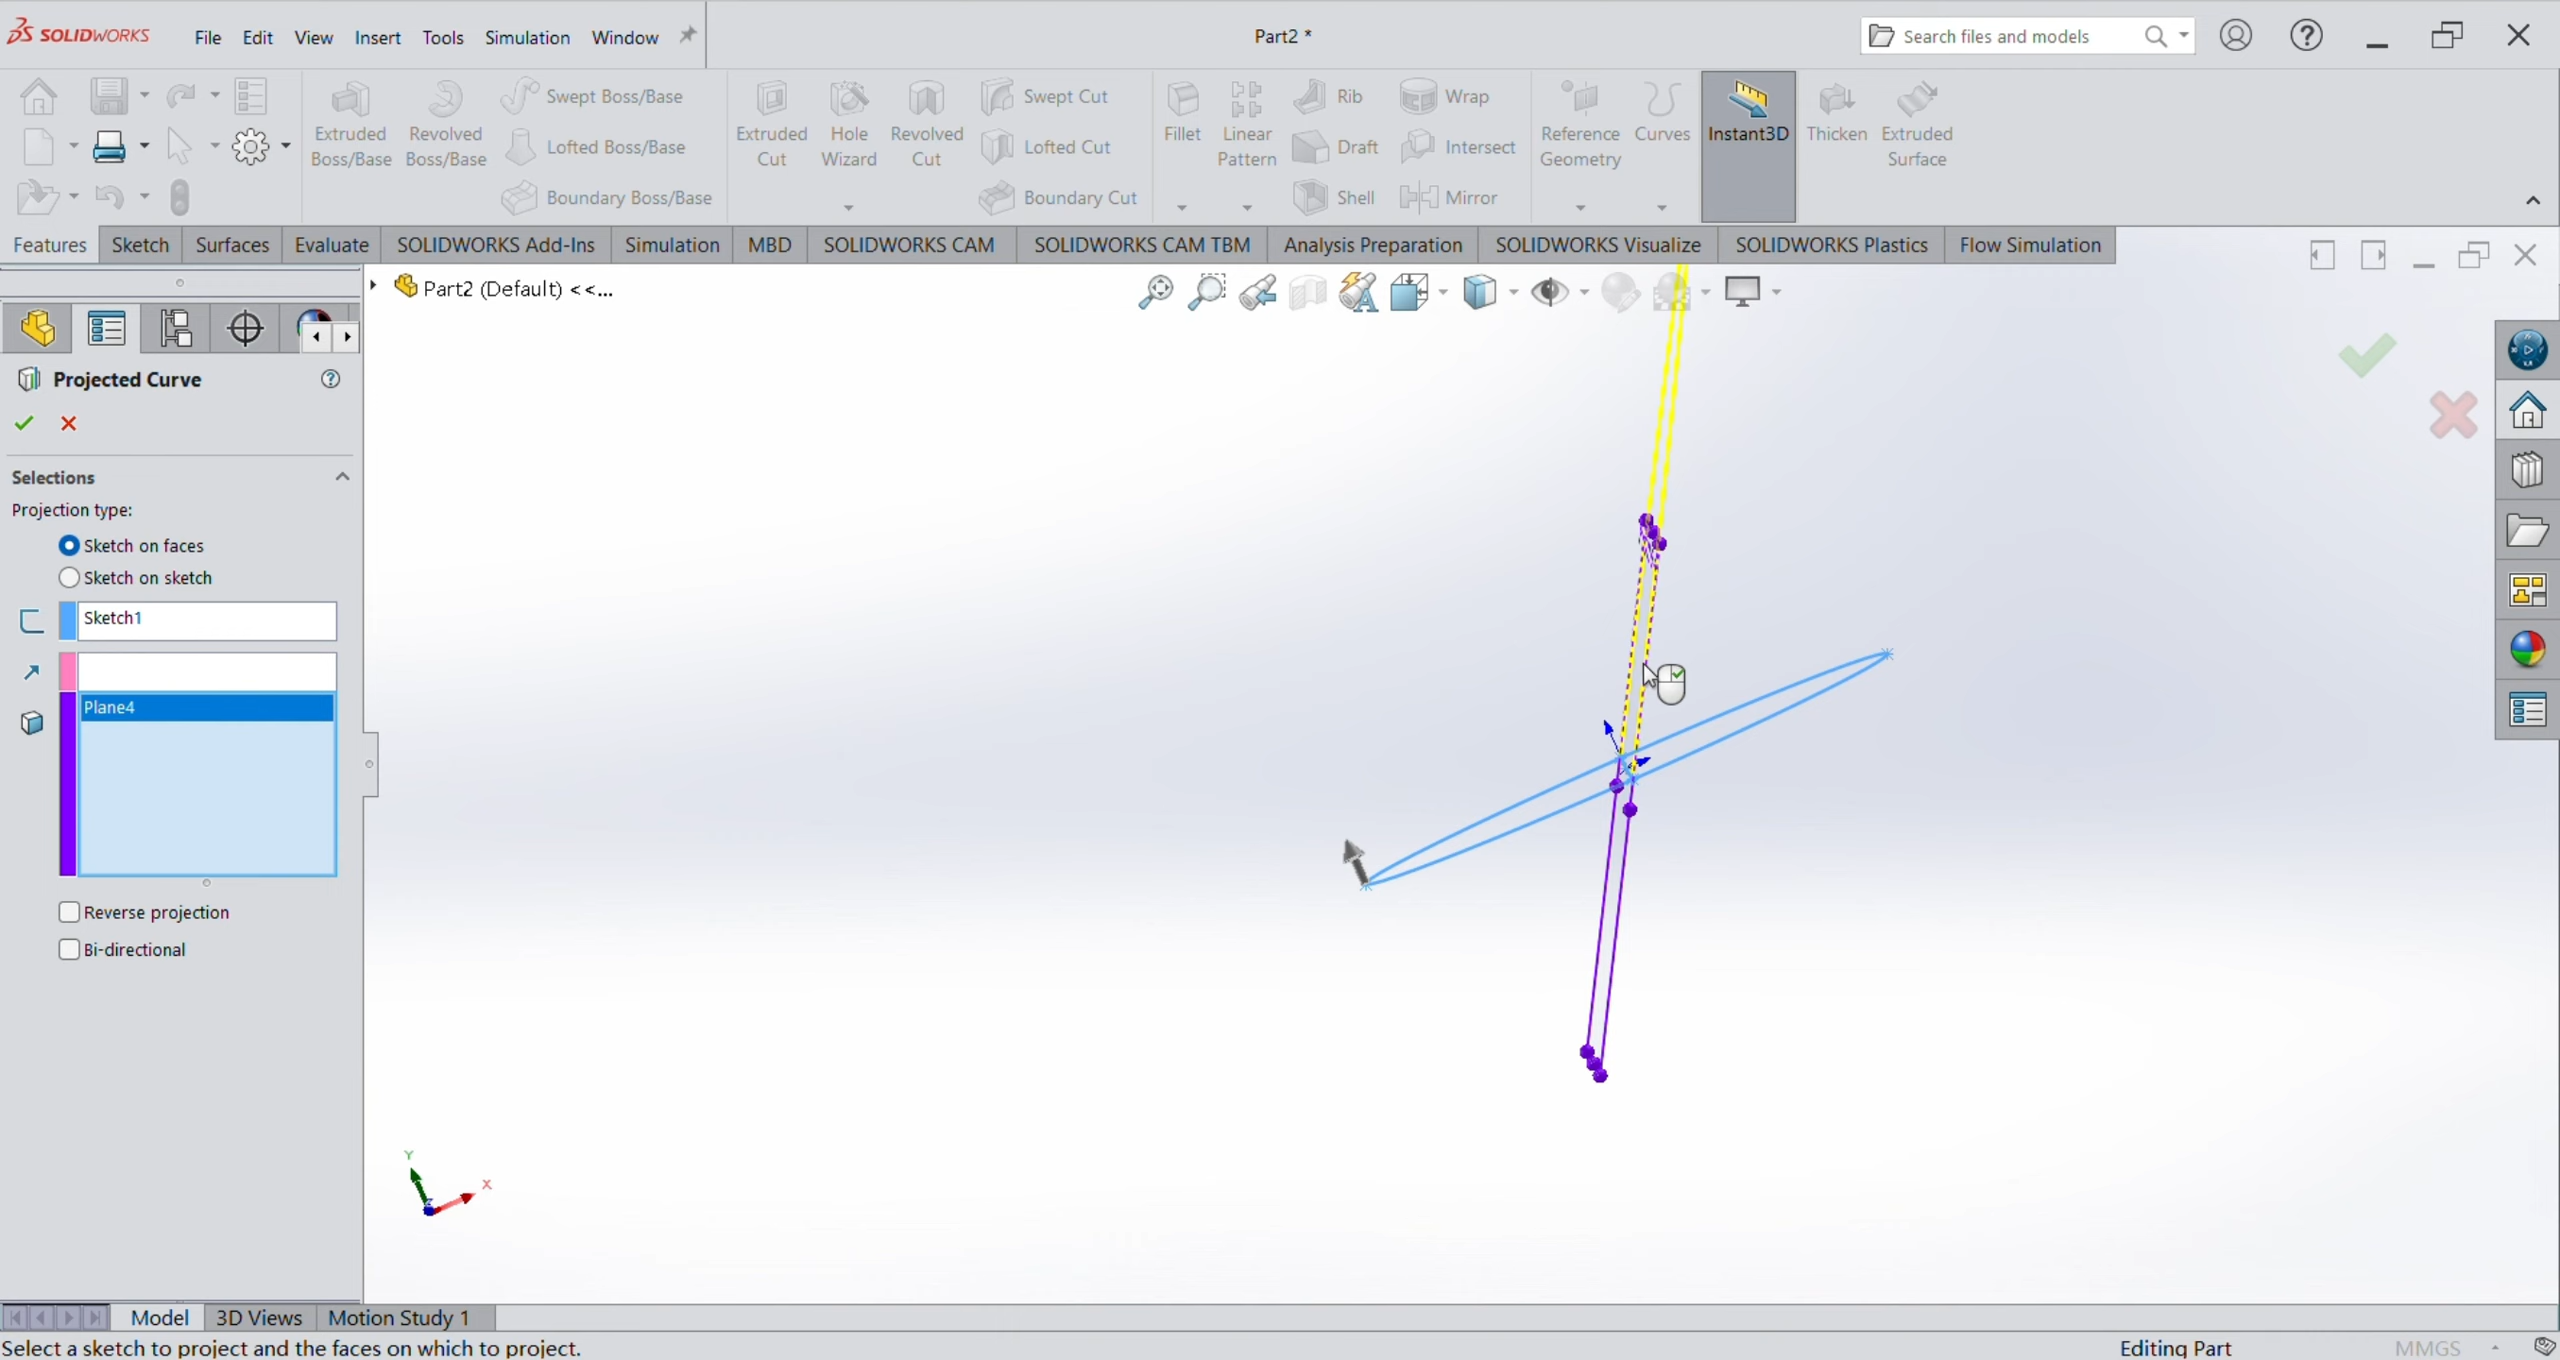 SOLIDWORKS File Edit View Insert Tools Simulation Window Part2 * Search files and models
Extruded Boss/Base
Revolved Boss/Base
Swept Boss/Base
Lofted Boss/Base
Boundary Boss/Base
Extruded Cut
Hole Wizard
Revolved Cut
Swept Cut
Lofted Cut
Boundary Cut
Fillet
Linear Pattern
Rib
Draft
Shell
Wrap
Intersect
Mirror
Reference Geometry
Curves
Instant3D
Thicken
Extruded Surface
Features Sketch Surfaces Evaluate SOLIDWORKS Add-Ins Simulation MBD SOLIDWORKS CAM SOLIDWORKS CAM TBM Analysis Preparation SOLIDWORKS Visualize SOLIDWORKS Plastics Flow Simulation
Part2 (Default) <<...
Projected Curve
Selections
Projection type:
Sketch on faces
Sketch on sketch
Sketch1
Plane4
Reverse projection
Bi-directional
Y
X
Z
Model 3D Views Motion Study 1
Select a sketch to project and the faces on which to project. Editing Part MMGS